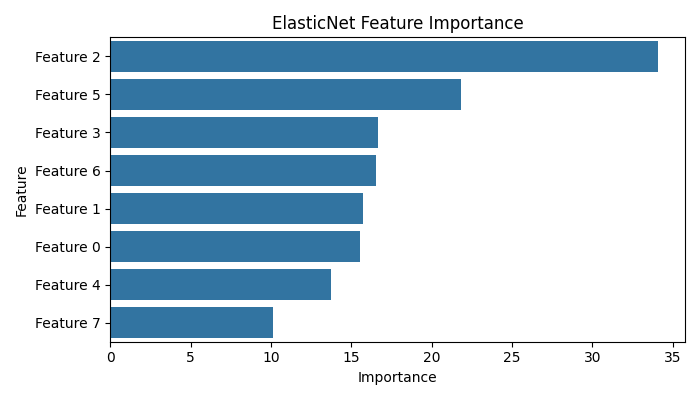 ElasticNet Feature Importance
Feature
Feature 2
Feature 5
Feature 3
Feature 6
Feature 1
Feature 0
Feature 4
Feature 7
0 5 10 15 20 25 30 35
Importance